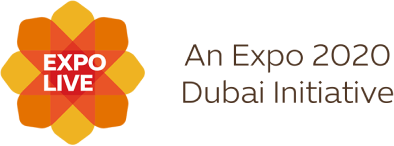 EXPO
LIVE
An Expo 2020
Dubai Initiative